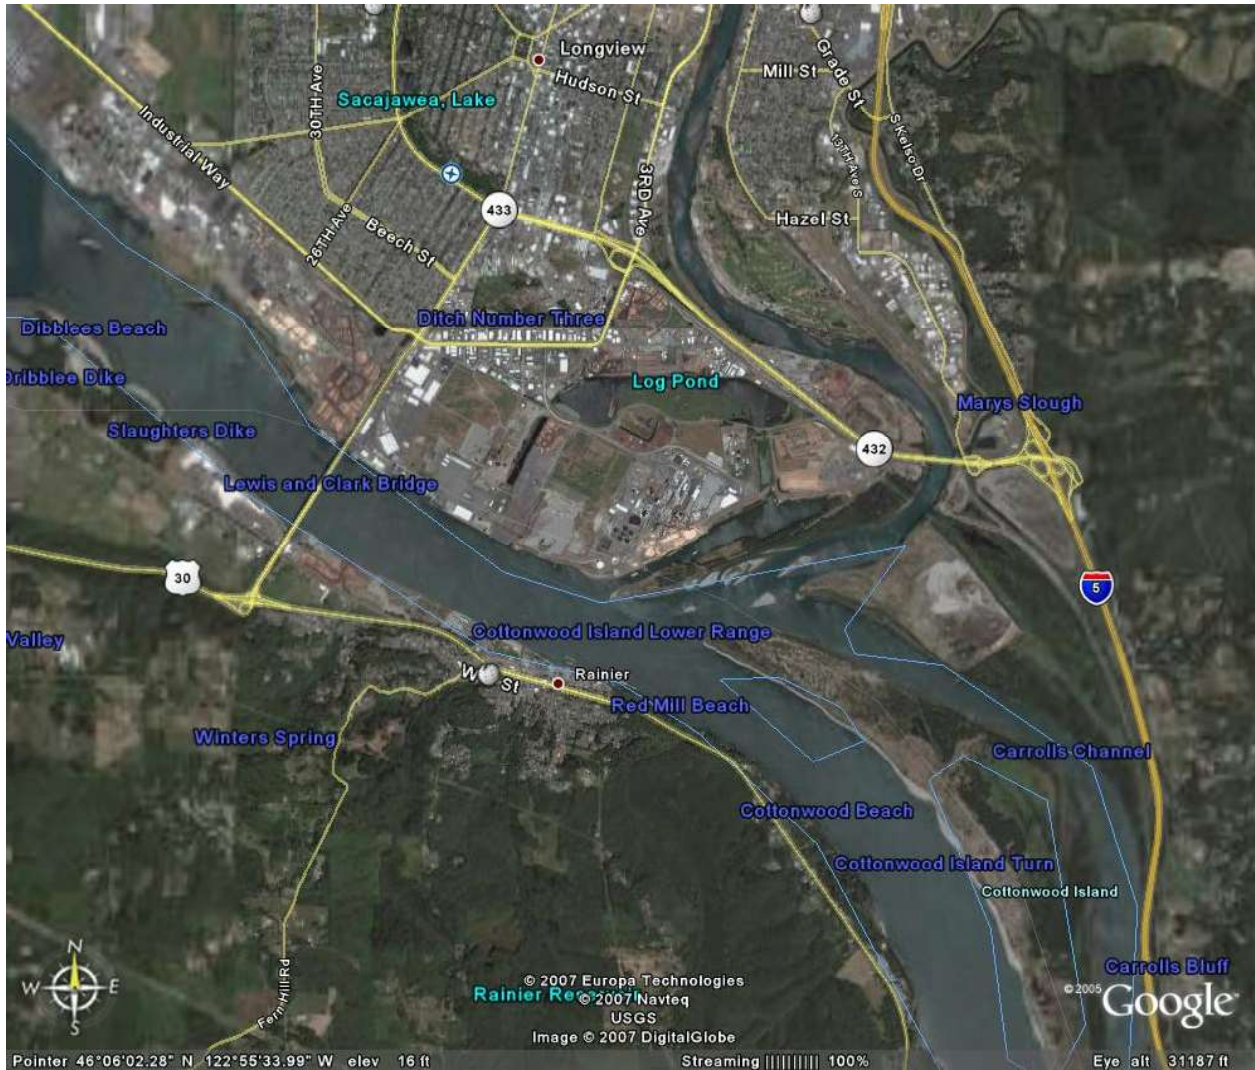 Longview
Hudson St
Mill St
Grade St
Sacajawea, Lake
30TH Ave
Industrial Way
S Kelso Dr
13TH Ave S
3RD Ave
433
Hazel St
26TH Ave
Beech St
Ditch Number Three
Dibblees Beach
Dribblee Dike
Log Pond
Marys Slough
Slaughters Dike
432
Lewis and Clark Bridge
30
5
Valley
Cottonwood Island Lower Range
Rainier
W St
Red Mill Beach
Winters Spring
Carrolls Channel
Cottonwood Beach
Cottonwood Island Turn
Cottonwood Island
N
W E
S
Fern Hill Rd
Carrolls Bluff
© 2007 Europa Technologies
Rainier Reservoir
© 2007 Navteq
USGS
Image © 2007 DigitalGlobe
© 2005
Google
Pointer 46°06'02.28" N 122°55'33.99" W elev 16 ft
Streaming 100%
Eye alt 31187 ft